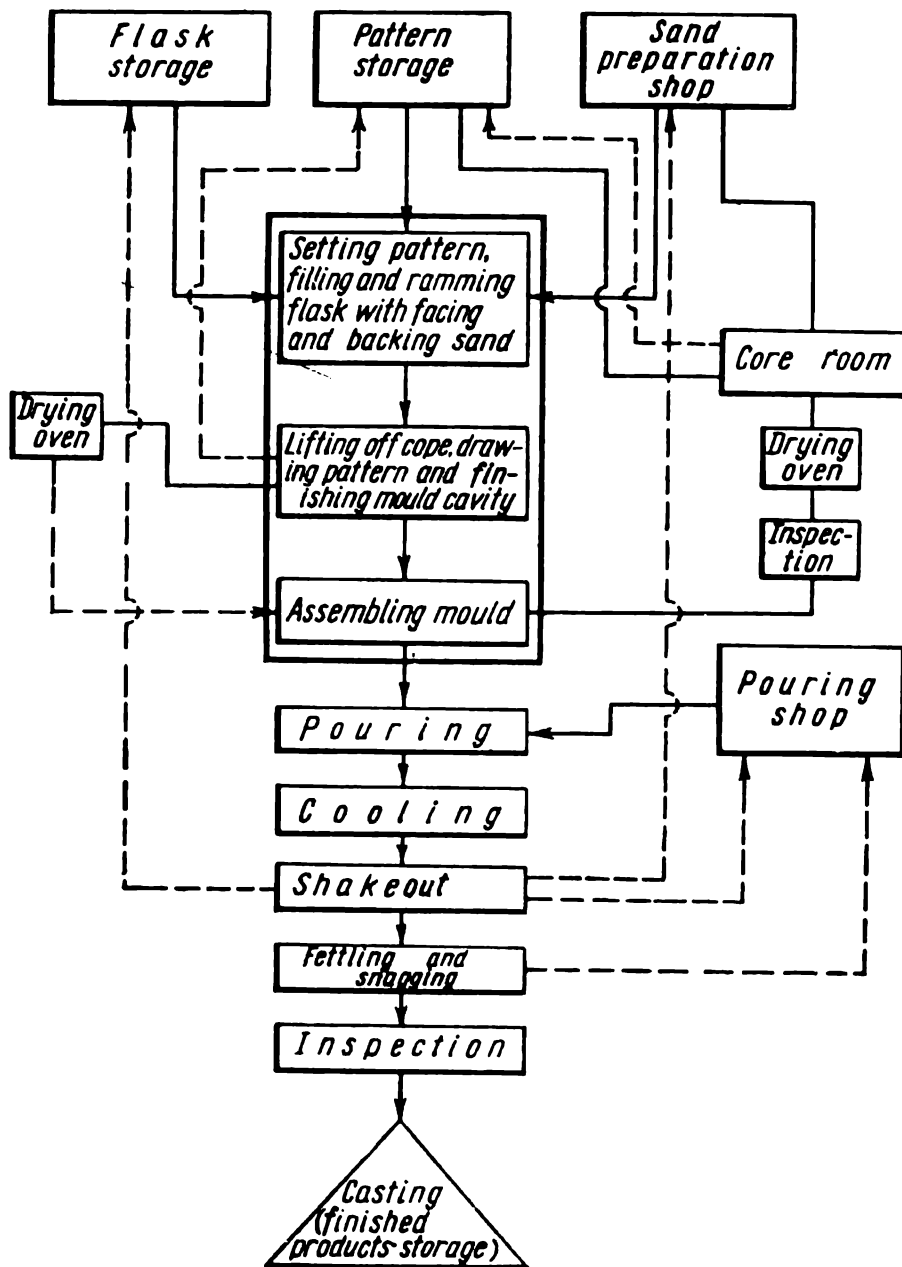 Flask
storage
Pattern
storage
Sand
preparation
shop
Setting pattern,
filling and ramming
flask with facing
and backing sand
Core room
Drying
oven
Lifting off cope, draw-
ing pattern and fin-
ishing mould cavity
Drying
oven
Inspec-
tion
Assembling mould
Pouring
shop
Pouring
Cooling
Shakeout
Fettling and
snagging
Inspection
Casting
(finished
products storage)